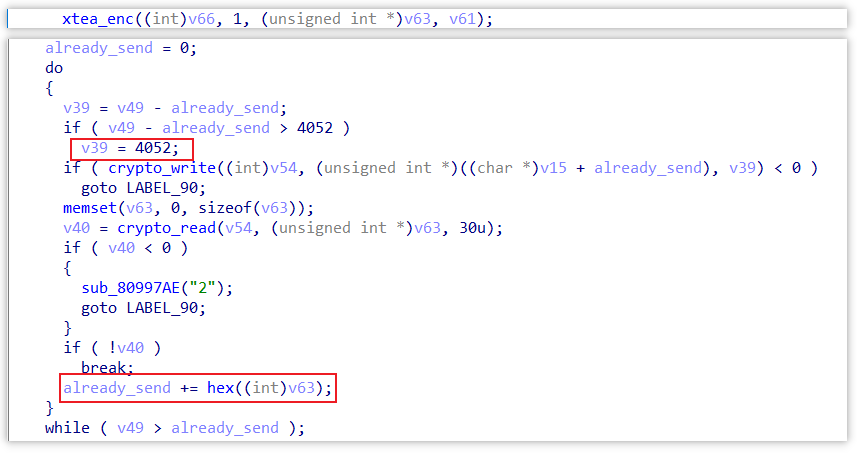 xtea_enc((int)v66, 1, (unsigned int *)v63, v61);
already_send = 0;
do
{
v39 = v49 - already_send;
if ( v49 - already_send > 4052 )
v39 = 4052;
if ( crypto_write((int)v54, (unsigned int *)((char *)v15 + already_send), v39) < 0 )
goto LABEL_90;
memset(v63, 0, sizeof(v63));
v40 = crypto_read(v54, (unsigned int *)v63, 30u);
if ( v40 < 0 )
{
sub_80997AE("2");
goto LABEL_90;
}
if ( !v40 )
break;
already_send += hex((int)v63);
}
while ( v49 > already_send );